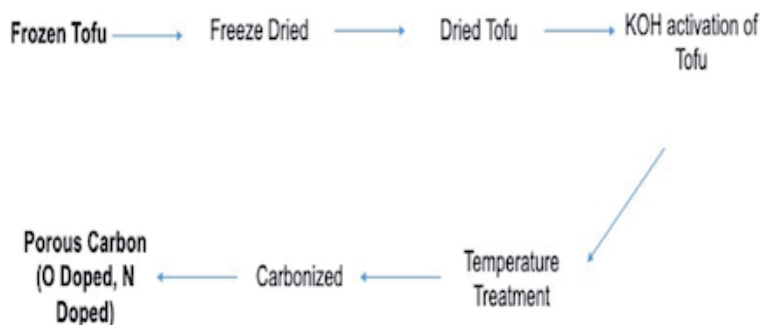 Frozen Tofu
Freeze Dried
Dried Tofu
KOH activation of
Tofu
Temperature
Treatment
Carbonized
Porous Carbon
(O Doped, N
Doped)